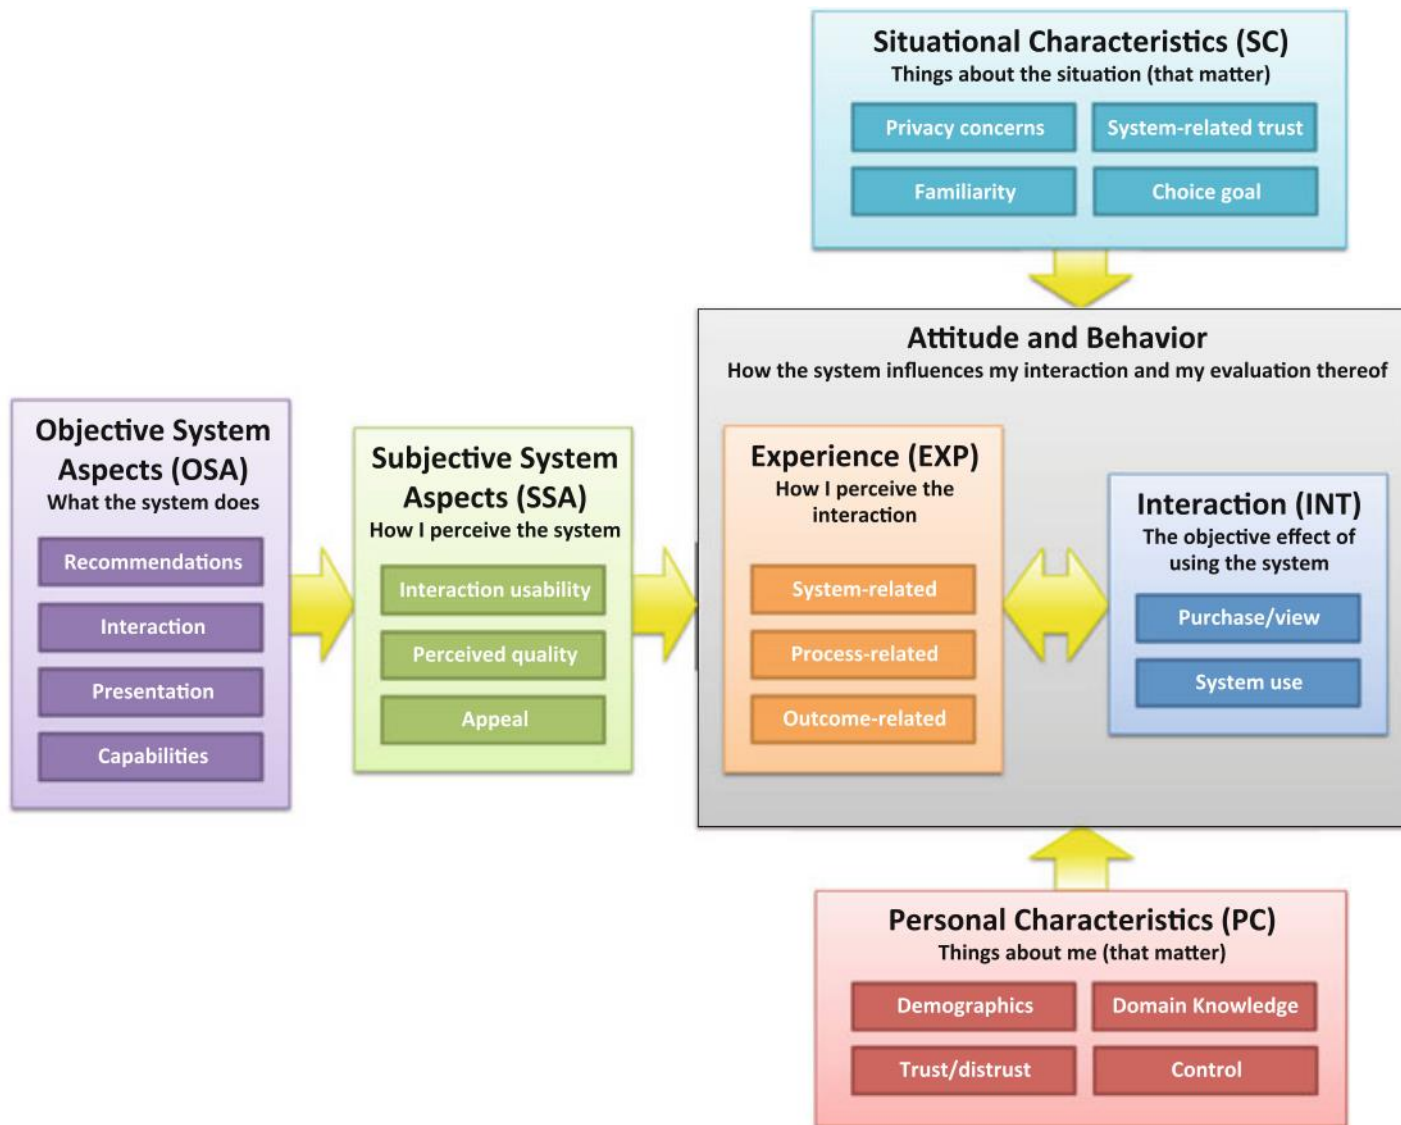 Situational Characteristics (SC)
Things about the situation (that matter)
Privacy concerns
System-related trust
Familiarity
Choice goal
Attitude and Behavior
How the system influences my interaction and my evaluation thereof
Objective System
Aspects (OSA)
What the system does
Recommendations
Interaction
Presentation
Capabilities
Subjective System
Aspects (SSA)
How I perceive the system
Interaction usability
Perceived quality
Appeal
Experience (EXP)
How I perceive the
interaction
System-related
Process-related
Outcome-related
Interaction (INT)
The objective effect of
using the system
Purchase/view
System use
Personal Characteristics (PC)
Things about me (that matter)
Demographics
Domain Knowledge
Trust/distrust
Control